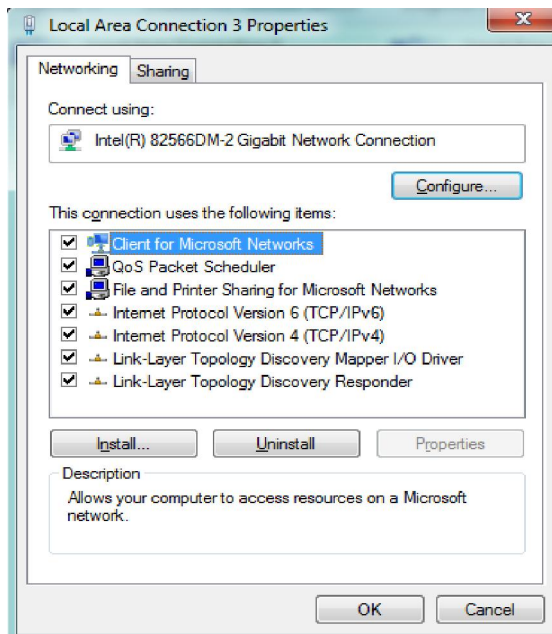 Local Area Connection 3 Properties
Networking
Sharing
Connect using:
Intel(R) 82566DM-2 Gigabit Network Connection
Configure...
This connection uses the following items:
Client for Microsoft Networks
QoS Packet Scheduler
File and Printer Sharing for Microsoft Networks
Internet Protocol Version 6 (TCP/IPv6)
Internet Protocol Version 4 (TCP/IPv4)
Link-Layer Topology Discovery Mapper I/O Driver
Link-Layer Topology Discovery Responder
Install...
Uninstall
Properties
Description
Allows your computer to access resources on a Microsoft
network.
OK
Cancel